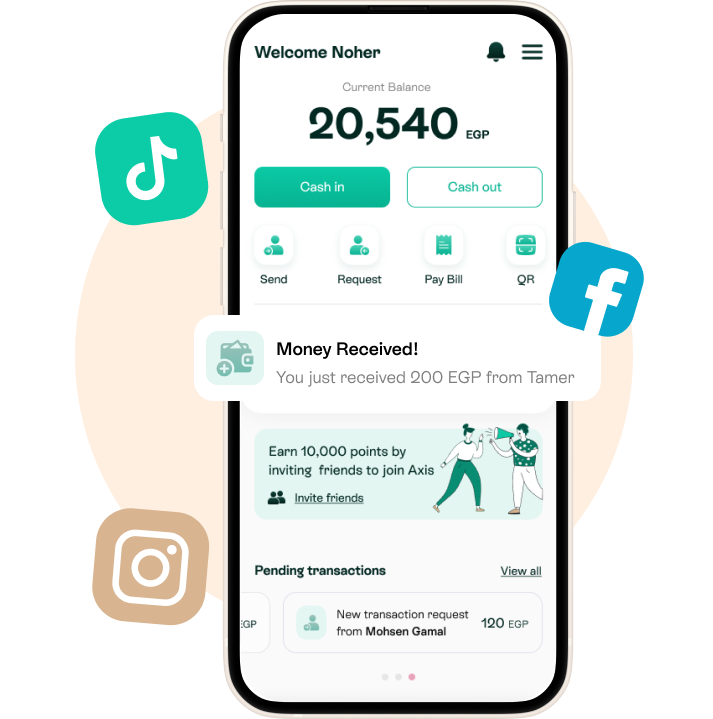 Welcome Noher
Current Balance
20,540 EGP
Cash in
Cash out
Send
Request
Pay Bill
QR
Money Received!
You just received 200 EGP from Tamer
Earn 10,000 points by
inviting friends to join Axis
Invite friends
Pending transactions
View all
EGP
New transaction request
from Mohsen Gamal
120 EGP